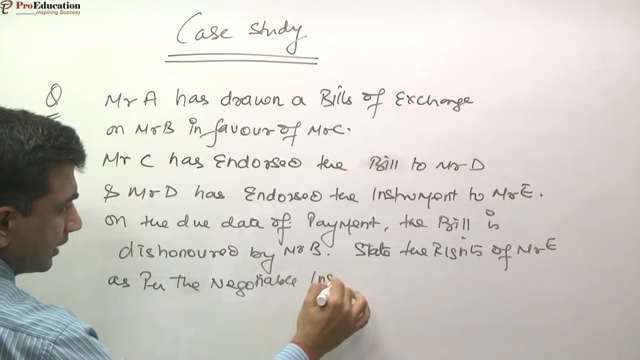 ProEducation
Inspiring Success
Case study
Q Mr A has drawn a Bills of Exchange
on Mr B in favour of Mr C.
Mr C has Endorsed the Bill to Mr D
& Mr D has Endorsed the Instrument to Mr E.
on the due date of Payment, the Bill is
dishonoured by Mr B. State the Rights of Mr E
as Per the Negotiable Ins